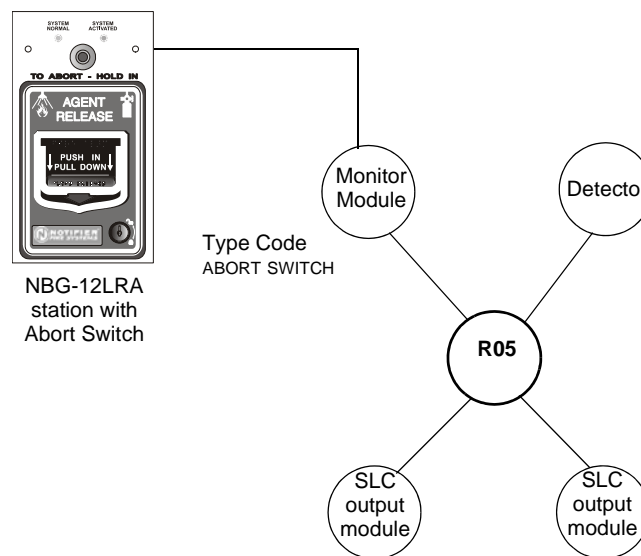 SYSTEM NORMAL
SYSTEM ACTIVATED
TO ABORT - HOLD IN
AGENT
RELEASE
PUSH IN
PULL DOWN
NOTIFIER
NBG-12LRA
station with
Abort Switch
Monitor
Module
Detecto
Type Code
ABORT SWITCH
R05
SLC
output
module
SLC
output
module